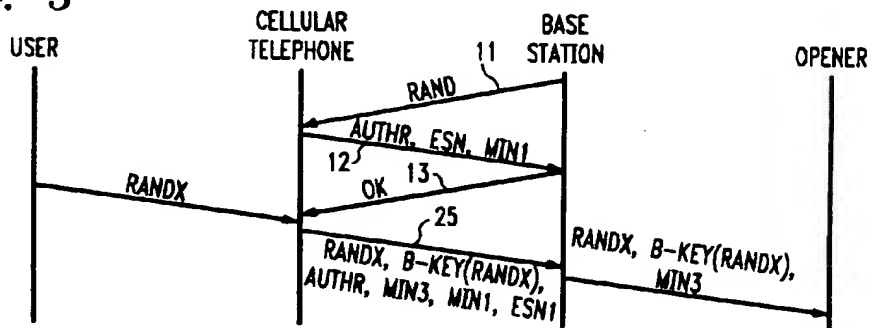 USER
CELLULAR
TELEPHONE
BASE
STATION
OPENER
11
RAND
AUTHR, ESN, MIN1
12
13
OK
RANDX
25
RANDX, B-KEY(RANDX),
AUTHR, MIN3, MIN1, ESN1
RANDX, B-KEY(RANDX),
MIN3